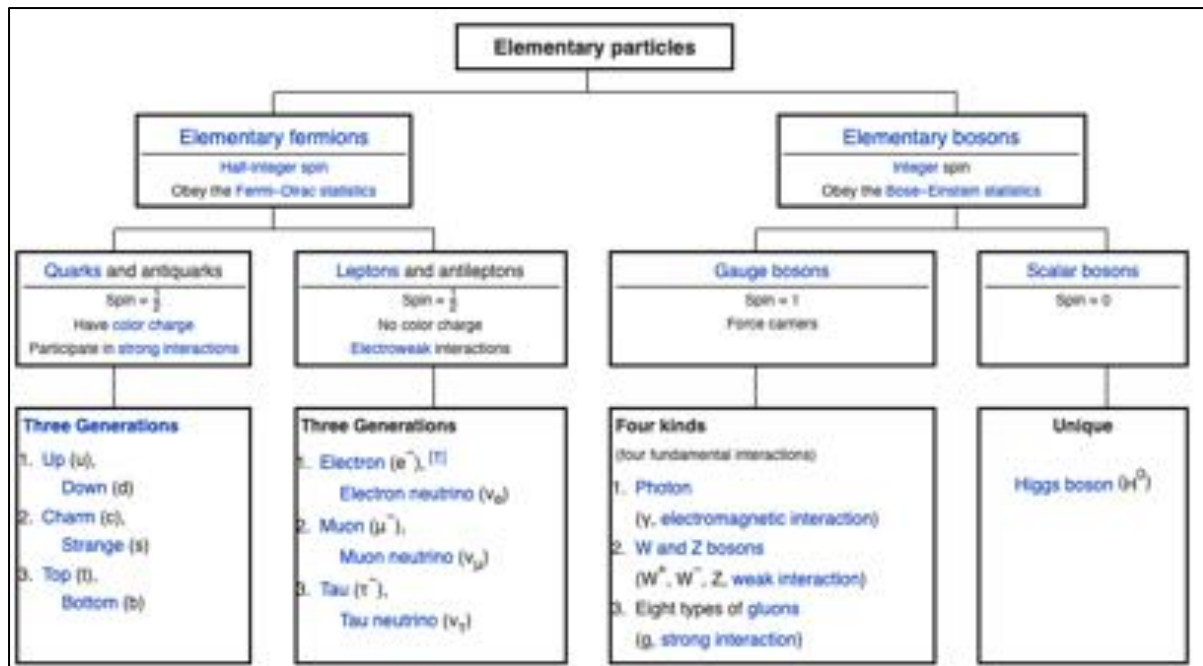 Elementary particles
Elementary fermions
Half-integer spin
Obey the Fermi–Dirac statistics
Elementary bosons
Integer spin
Obey the Bose–Einstein statistics
Quarks and antiquarks
Spin = 1/2
Have color charge
Participate in strong interactions
Leptons and antileptons
Spin = 1/2
No color charge
Electroweak interactions
Gauge bosons
Spin = 1
Force carriers
Scalar bosons
Spin = 0
Three Generations
1. Up (u),
Down (d)
2. Charm (c),
Strange (s)
3. Top (t),
Bottom (b)
Three Generations
1. Electron (e⁻), [†]
Electron neutrino (νₑ)
2. Muon (μ⁻),
Muon neutrino (ν_μ)
3. Tau (τ⁻),
Tau neutrino (ν_τ)
Four kinds
(four fundamental interactions)
1. Photon
(γ, electromagnetic interaction)
2. W and Z bosons
(W⁺, W⁻, Z, weak interaction)
3. Eight types of gluons
(g, strong interaction)
Unique
Higgs boson (H⁰)